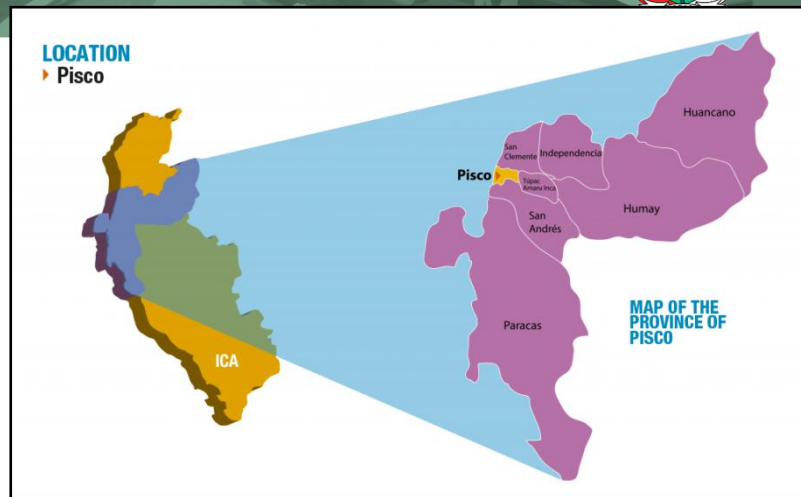 LOCATION
Pisco
ICA
Huancano
San
Clemente
Independencia
Pisco
Túpac
Amaru Inca
Humay
San
Andrés
Paracas
MAP OF THE
PROVINCE OF
PISCO